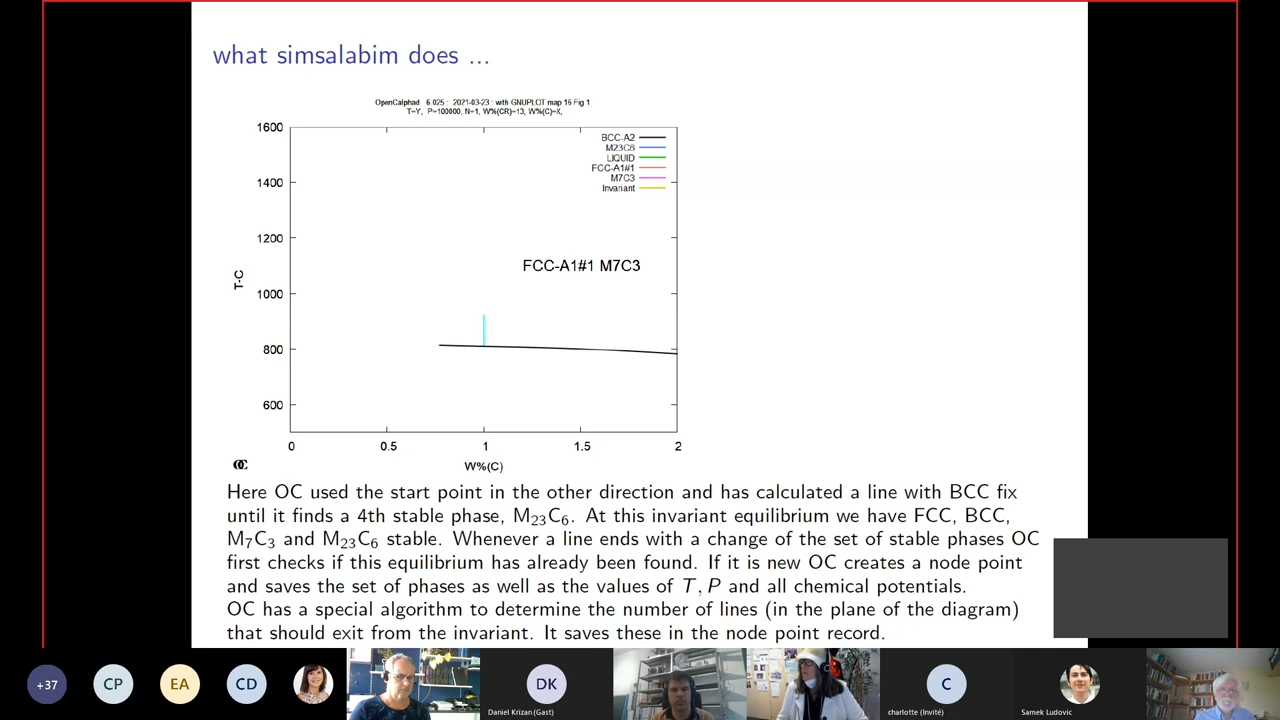 what simsalabim does ...
OpenCalphad 6.025 : 2021-03-23 : with GNUPLOT map 16 Fig 1
T=Y, P=100000, N=1, W%(CR)=13, W%(C)=X,
1600
1400
1200
1000
800
600
T-C
BCC-A2
M23C6
LIQUID
FCC-A1#1
M7C3
Invariant
FCC-A1#1 M7C3
0
0.5
1
1.5
2
W%(C)
OC
Here OC used the start point in the other direction and has calculated a line with BCC fix
until it finds a 4th stable phase, M₂₃C₆. At this invariant equilibrium we have FCC, BCC,
M₇C₃ and M₂₃C₆ stable. Whenever a line ends with a change of the set of stable phases OC
first checks if this equilibrium has already been found. If it is new OC creates a node point
and saves the set of phases as well as the values of T, P and all chemical potentials.
OC has a special algorithm to determine the number of lines (in the plane of the diagram)
that should exit from the invariant. It saves these in the node point record.
+37
CP
EA
CD
DK
Daniel Krizan (Gast)
C
charlotte (Invité)
Samek Ludovic